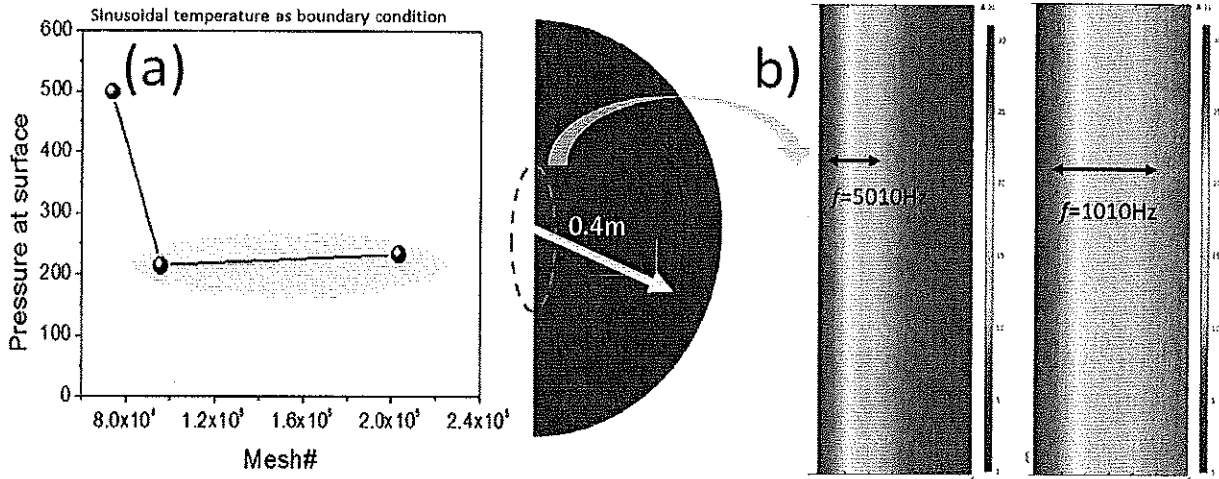 Sinusoidal temperature as boundary condition
(a)
600
500
400
300
200
100
0
Pressure at surface
8.0x10⁴ 1.2x10⁵ 1.6x10⁵ 2.0x10⁵ 2.4x10⁵
Mesh#
0.4m
b)
f=5010Hz
f=1010Hz